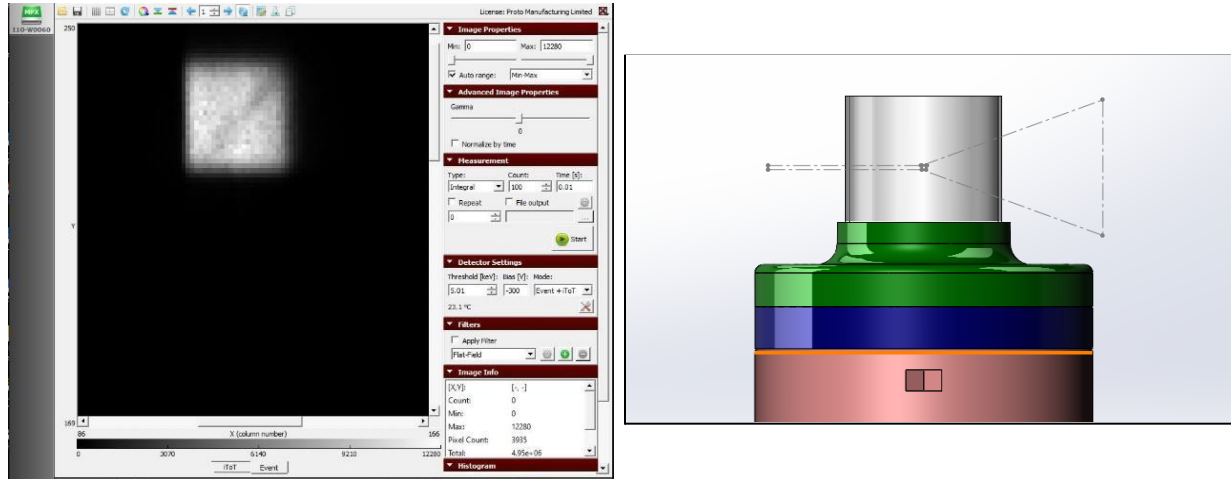 MPX
I10-W0060
1
License: Proto Manufacturing Limited
250
Y
169
86
X (column number)
166
0
3070
6140
9210
12280
iToT
Event
Image Properties
Min: 0 Max: 12280
Auto range: Min-Max
Advanced Image Properties
Gamma
0
Normalize by time
Measurement
Type: Count: Time [s]:
Integral 100 0.01
Repeat File output
0 ...
Start
Detector Settings
Threshold [keV]: Bias [V]: Mode:
5.01 -300 Event +iToT
23.1 °C
Filters
Apply Filter
Flat-Field
Image Info
[X,Y]: [-, -]
Count: 0
Min: 0
Max: 12280
Pixel Count: 3935
Total: 4.95e+06
Histogram